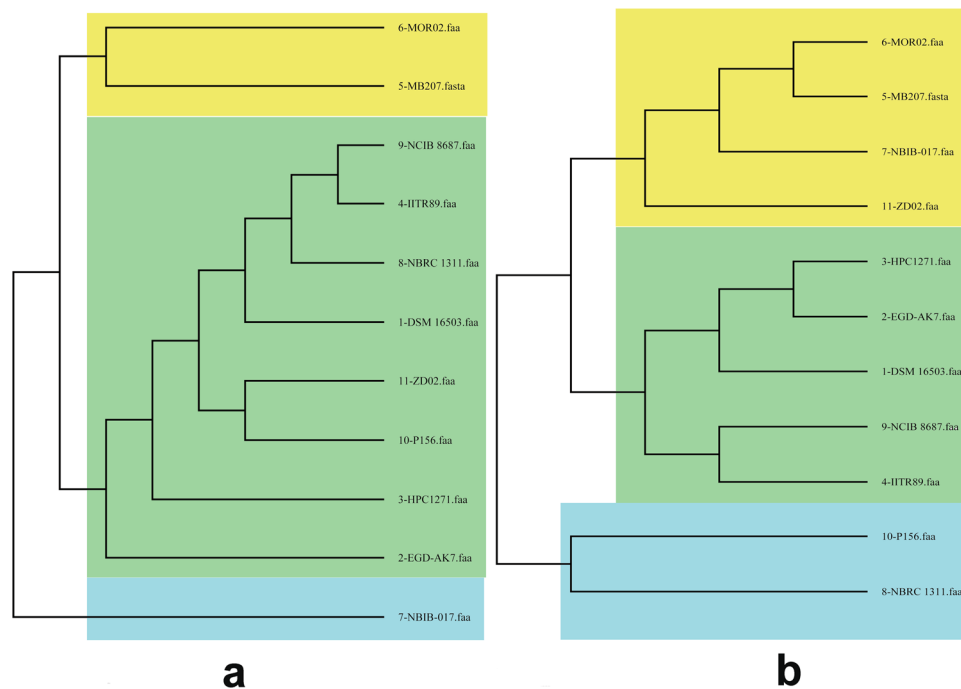 6-MOR02.faa
5-MB207.fasta
9-NCIB 8687.faa
4-IITR89.faa
8-NBRC 1311.faa
1-DSM 16503.faa
11-ZD02.faa
10-P156.faa
3-HPC1271.faa
2-EGD-AK7.faa
7-NBIB-017.faa
a
6-MOR02.faa
5-MB207.fasta
7-NBIB-017.faa
11-ZD02.faa
3-HPC1271.faa
2-EGD-AK7.faa
1-DSM 16503.faa
9-NCIB 8687.faa
4-IITR89.faa
10-P156.faa
8-NBRC 1311.faa
b